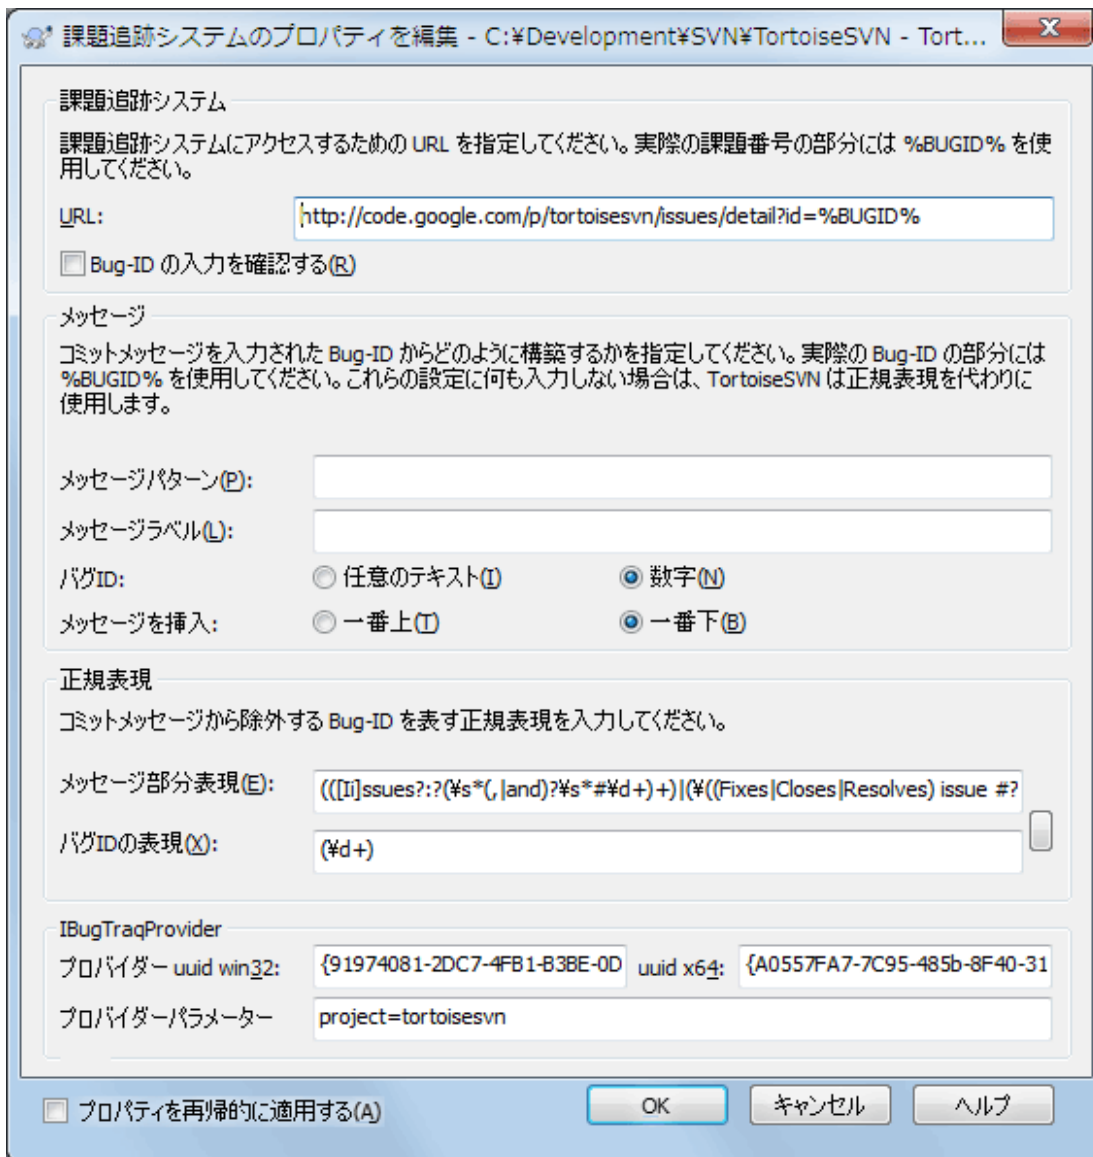 課題追跡システムのプロパティを編集 - C:¥Development¥SVN¥TortoiseSVN - Tort...
X
課題追跡システム
課題追跡システムにアクセスするための URL を指定してください。実際の課題番号の部分には %BUGID% を使
用してください。
URL: http://code.google.com/p/tortoisesvn/issues/detail?id=%BUGID%
Bug-ID の入力を確認する(R)
メッセージ
コミットメッセージを入力された Bug-ID からどのように構築するかを指定してください。実際の Bug-ID の部分には
%BUGID% を使用してください。これらの設定に何も入力しない場合は、TortoiseSVN は正規表現を代わりに
使用します。
メッセージパターン(P):
メッセージラベル(L):
バグID: 任意のテキスト(I) 数字(N)
メッセージを挿入: 一番上(T) 一番下(B)
正規表現
コミットメッセージから除外する Bug-ID を表す正規表現を入力してください。
メッセージ部分表現(E): (([Ii]ssues?:?(¥s*(,|and)?¥s*#¥d+)+)|(¥((Fixes|Closes|Resolves) issue #?
バグIDの表現(X): (¥d+)
IBugTraqProvider
プロバイダー uuid win32: {91974081-2DC7-4FB1-B3BE-0D uuid x64: {A0557FA7-7C95-485b-8F40-31
プロバイダーパラメーター project=tortoisesvn
プロパティを再帰的に適用する(A) OK キャンセル ヘルプ